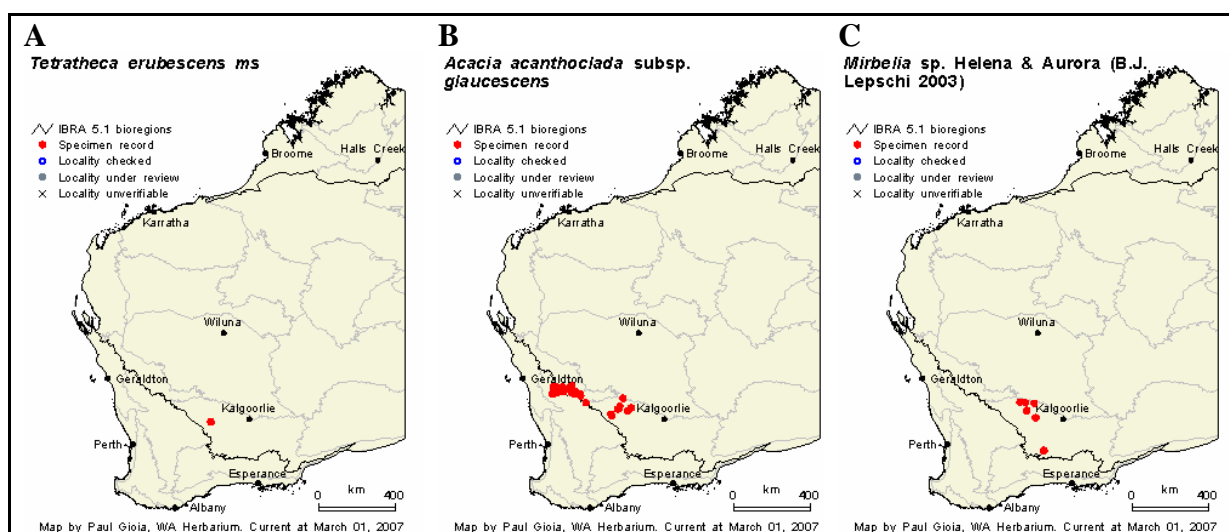 A
Tetratheca erubescens ms
IBRA 5.1 bioregions
Specimen record
Locality checked
Locality under review
Locality unverifiable
Broome
Halls Creek
Karratha
Wiluna
Geraldton
Kalgoorlie
Perth
Esperance
Albany
0 km 400
Map by Paul Gioia, WA Herbarium. Current at March 01, 2007
B
Acacia acanthoclada subsp.
glaucescens
IBRA 5.1 bioregions
Specimen record
Locality checked
Locality under review
Locality unverifiable
Broome
Halls Creek
Karratha
Wiluna
Geraldton
Kalgoorlie
Perth
Esperance
Albany
0 km 400
Map by Paul Gioia, WA Herbarium. Current at March 01, 2007
C
Mirbelia sp. Helena & Aurora (B.J.
Lepschi 2003)
IBRA 5.1 bioregions
Specimen record
Locality checked
Locality under review
Locality unverifiable
Broome
Halls Creek
Karratha
Wiluna
Geraldton
Kalgoorlie
Perth
Esperance
Albany
0 km 400
Map by Paul Gioia, WA Herbarium. Current at March 01, 2007